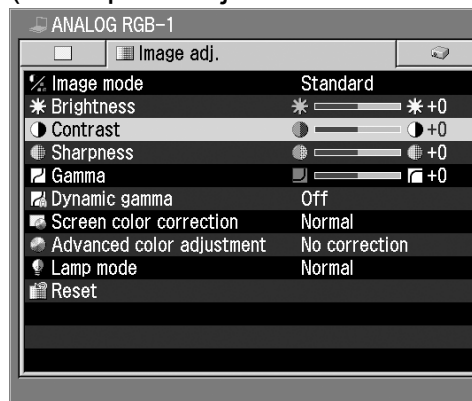 ANALOG RGB-1
Image adj.
Image mode Standard
Brightness +0
Contrast +0
Sharpness +0
Gamma +0
Dynamic gamma Off
Screen color correction Normal
Advanced color adjustment No correction
Lamp mode Normal
Reset